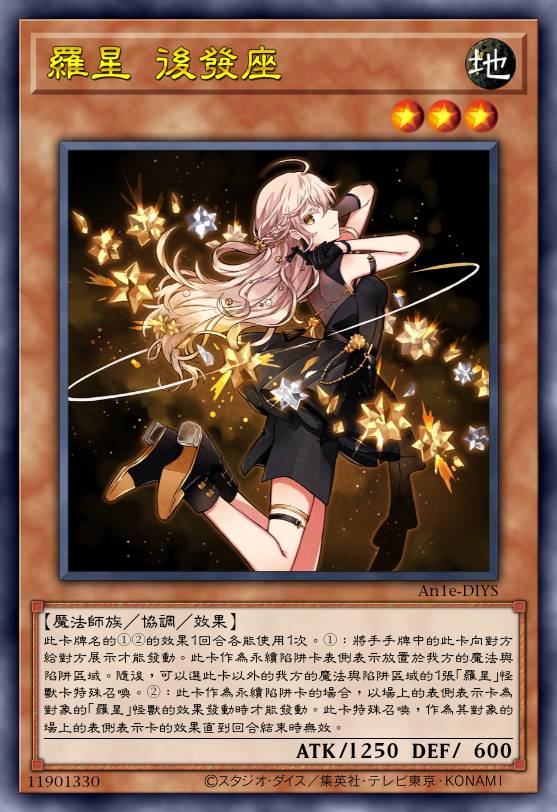 羅星 後發座
地
An1e-DIYS
【魔法師族／協調／效果】
此卡牌名的①②的效果1回合各能使用1次。①：將手手牌中的此卡向對方
給對方展示才能發動。此卡作為永續陷阱卡表側表示放置於我方的魔法與
陷阱區域。隨後，可以選此卡以外的我方的魔法與陷阱區域的1張「羅星」怪
獸卡特殊召喚。②：此卡作為永續陷阱卡的場合，以場上的表側表示卡為
對象的「羅星」怪獸的效果發動時才能發動。此卡特殊召喚，作為其對象的
場上的表側表示卡的效果直到回合結束時無效。
ATK/1250 DEF/ 600
11901330 ©スタジオ・ダイス／集英社・テレビ東京・KONAMI